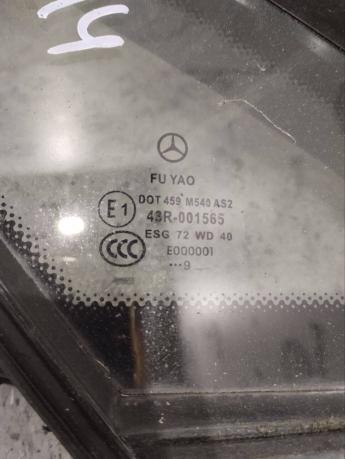 H
FU YAO
DOT 459 M540 AS2
E1
43R-001565
ESG 72 WD 40
CCC
E000001
...9